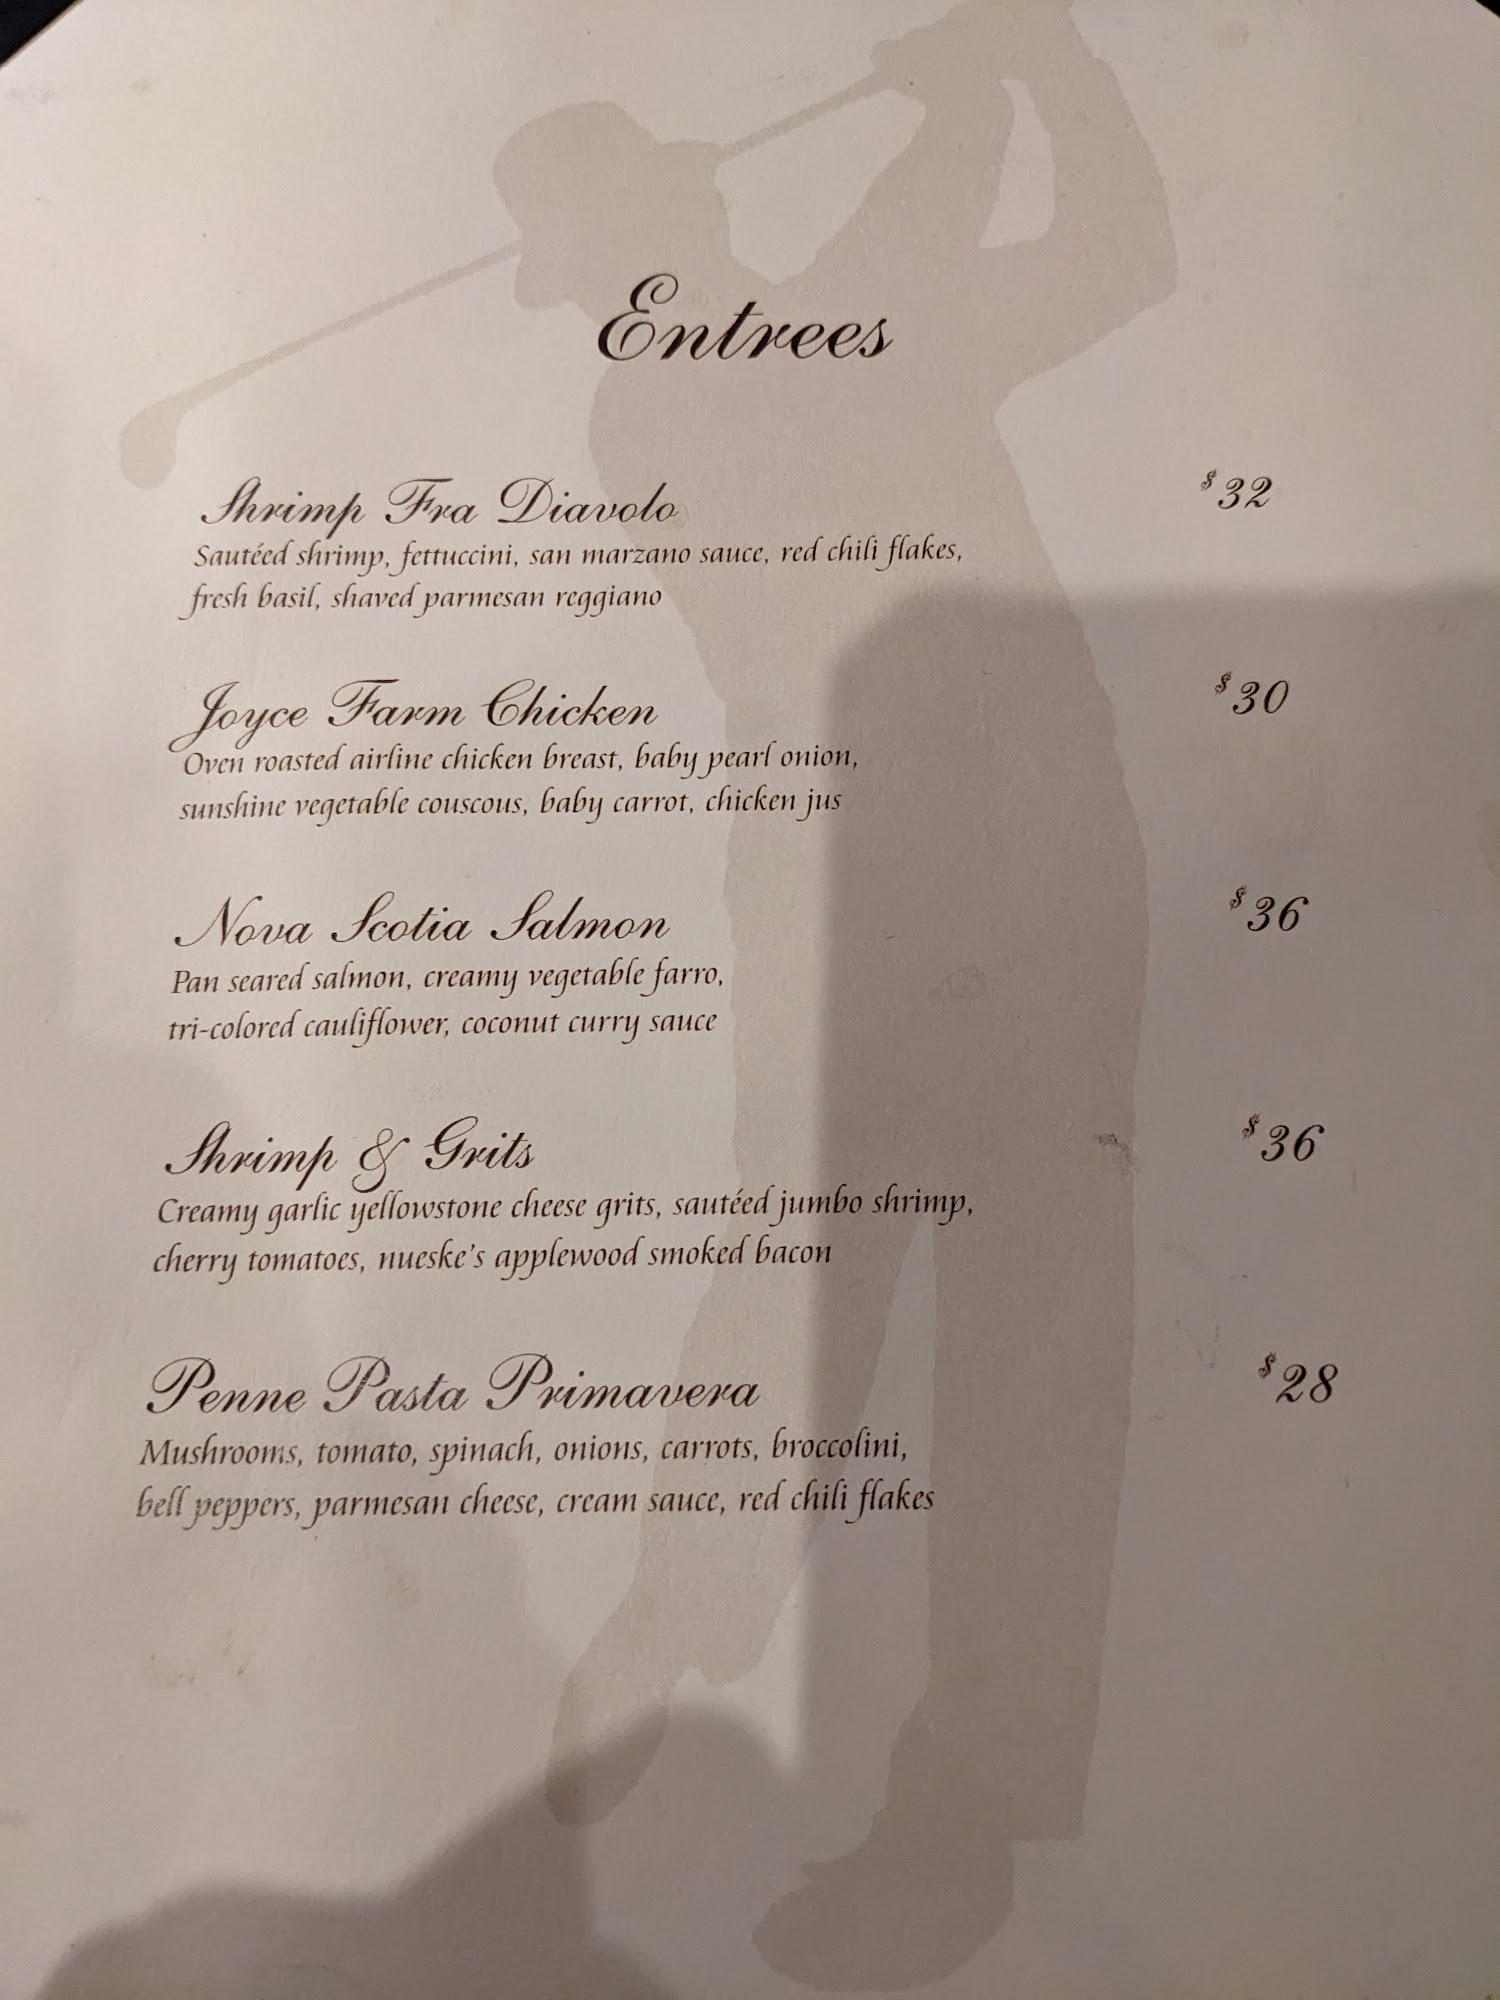 Entrees
Shrimp Fra Diavolo $32
Sautéed shrimp, fettuccini, san marzano sauce, red chili flakes,
fresh basil, shaved parmesan reggiano
Joyce Farm Chicken $30
Oven roasted airline chicken breast, baby pearl onion,
sunshine vegetable couscous, baby carrot, chicken jus
Nova Scotia Salmon $36
Pan seared salmon, creamy vegetable farro,
tri-colored cauliflower, coconut curry sauce
Shrimp & Grits $36
Creamy garlic yellowstone cheese grits, sautéed jumbo shrimp,
cherry tomatoes, nueske's applewood smoked bacon
Penne Pasta Primavera $28
Mushrooms, tomato, spinach, onions, carrots, broccolini,
bell peppers, parmesan cheese, cream sauce, red chili flakes